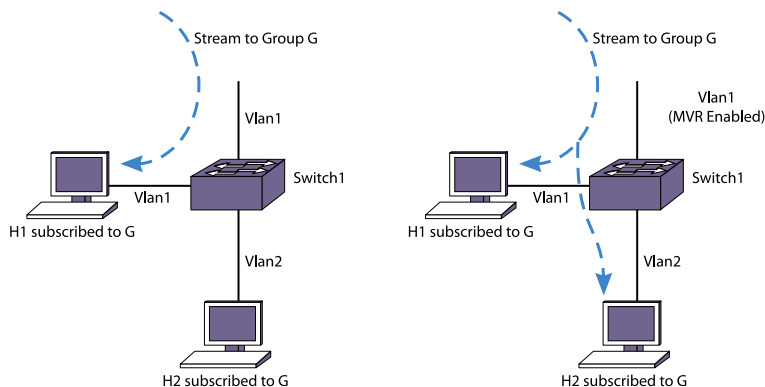 Stream to Group G
Vlan1
Switch1
Vlan1
H1 subscribed to G
Vlan2
H2 subscribed to G
Stream to Group G
Vlan1
(MVR Enabled)
Switch1
Vlan1
H1 subscribed to G
Vlan2
H2 subscribed to G